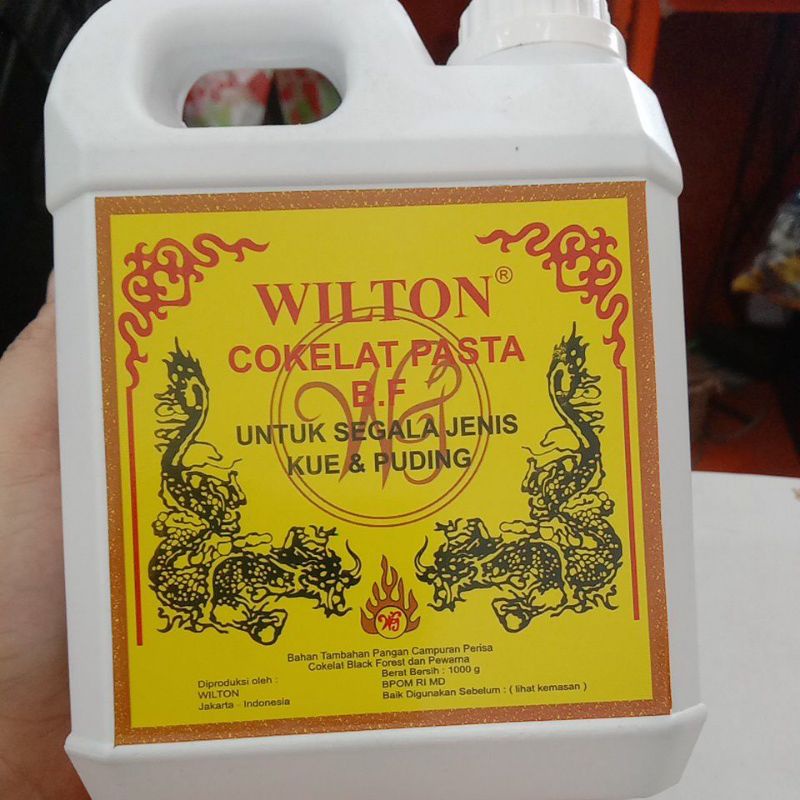 WILTON®
COKELAT PASTA
B.F
UNTUK SEGALA JENIS
KUE & PUDING
Bahan Tambahan Pangan Campuran Perisa
Cokelat Black Forest dan Pewarna
Berat Bersih : 1000 g
Diproduksi oleh :
WILTON
Jakarta - Indonesia
BPOM RI MD
Baik Digunakan Sebelum : ( lihat kemasan )